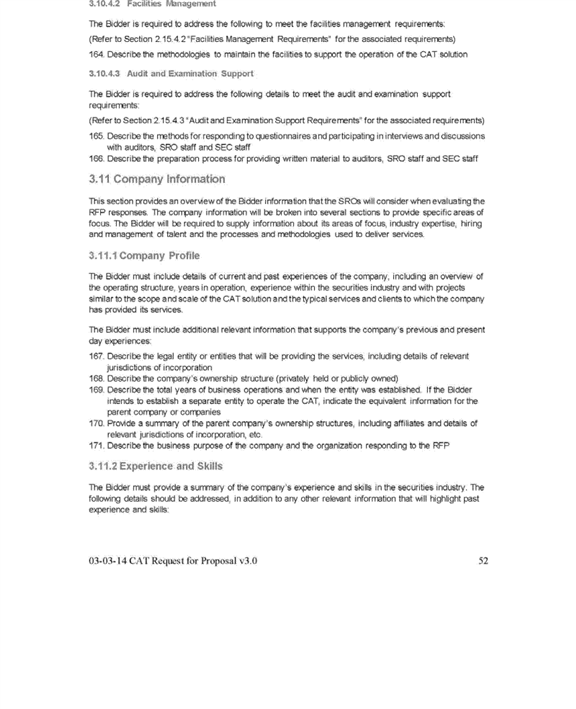 3.10.4.2 Facilities Management
The Bidder is required to address the following to meet the facilities management requirements:
(Refer to Section 2.15.4.2 "Facilities Management Requirements" for the associated requirements)
164. Describe the methodologies to maintain the facilities to support the operation of the CAT solution
3.10.4.3 Audit and Examination Support
The Bidder is required to address the following details to meet the audit and examination support
requirements:
(Refer to Section 2.15.4.3 "Audit and Examination Support Requirements" for the associated requirements)
165. Describe the methods for responding to questionnaires and participating in interviews and discussions
with auditors, SRO staff and SEC staff
166. Describe the preparation process for providing written material to auditors, SRO staff and SEC staff
3.11 Company Information
This section provides an overview of the Bidder information that the SROs will consider when evaluating the
RFP responses. The company information will be broken into several sections to provide specific areas of
focus. The Bidder will be required to supply information about its areas of focus, industry expertise, hiring
and management of talent and the processes and methodologies used to deliver services.
3.11.1 Company Profile
The Bidder must include details of current and past experiences of the company, including an overview of
the operating structure, years in operation, experience within the securities industry and with projects
similar to the scope and scale of the CAT solution and the typical services and clients to which the company
has provided its services.
The Bidder must include additional relevant information that supports the company's previous and present
day experiences:
167. Describe the legal entity or entities that will be providing the services, including details of relevant
jurisdictions of incorporation
168. Describe the company's ownership structure (privately held or publicly owned)
169. Describe the total years of business operations and when the entity was established. If the Bidder
intends to establish a separate entity to operate the CAT, indicate the equivalent information for the
parent company or companies
170. Provide a summary of the parent company's ownership structures, including affiliates and details of
relevant jurisdictions of incorporation, etc.
171. Describe the business purpose of the company and the organization responding to the RFP
3.11.2 Experience and Skills
The Bidder must provide a summary of the company's experience and skills in the securities industry. The
following details should be addressed, in addition to any other relevant information that will highlight past
experience and skills:
03-03-14 CAT Request for Proposal v3.0 52